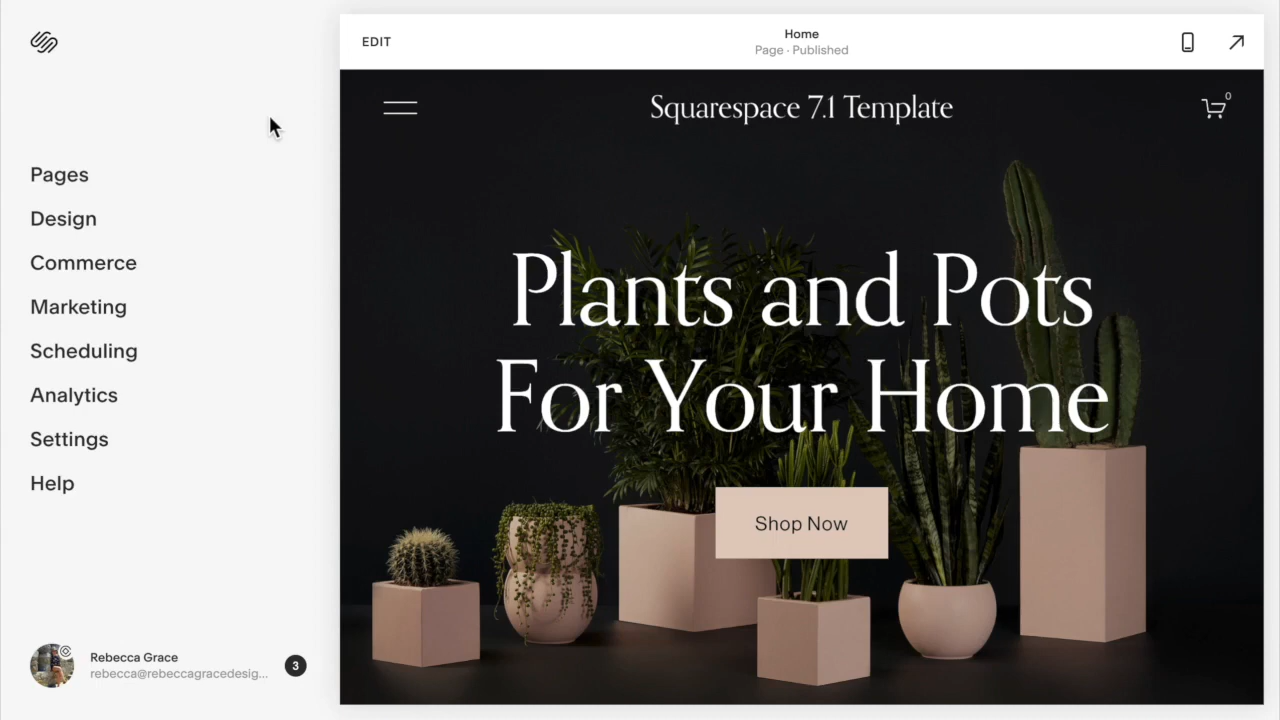 Pages
Design
Commerce
Marketing
Scheduling
Analytics
Settings
Help
Rebecca Grace
rebecca@rebeccagracedesig...
3
EDIT
Home
Page · Published
Squarespace 7.1 Template
0
Plants and Pots
For Your Home
Shop Now